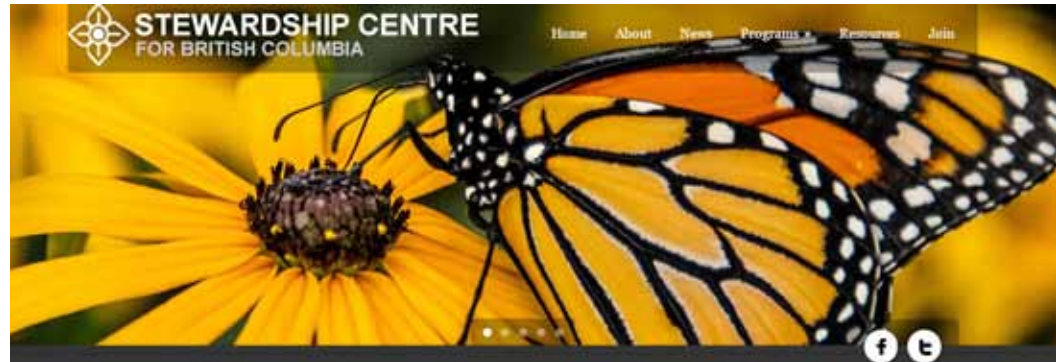 STEWARDSHIP CENTRE
FOR BRITISH COLUMBIA
Home About News Programs Resources Join